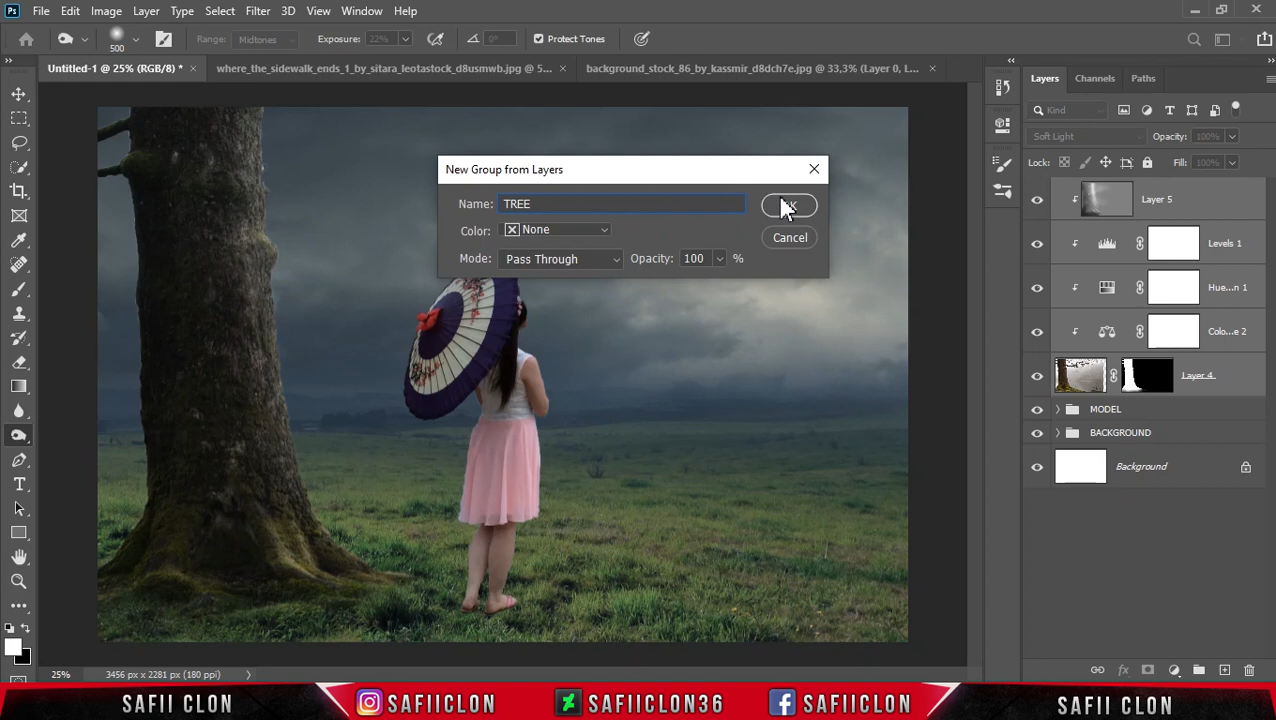 Ps File Edit Image Layer Type Select Filter 3D View Window Help
500 Range: Midtones Exposure: 22% 0° Protect Tones
Untitled-1 @ 25% (RGB/8) * × where_the_sidewalk_ends_1_by_sitara_leotastock_d8usmwb.jpg @ 5... × background_stock_86_by_kassmir_d8dch7e.jpg @ 33,3% (Layer 0, L... ×
Layers Channels Paths
Kind
Soft Light Opacity: 100%
Lock: Fill: 100%
New Group from Layers
Name: TREE
Color: None Cancel
Mode: Pass Through Opacity: 100 %
Layer 5
Levels 1
Hue...n 1
Colo...e 2
Layer 4
MODEL
BACKGROUND
Background
25% 3456 px x 2281 px (180 ppi)
SAFII CLON SAFIICLON SAFIICLON36 SAFIICLON SAFII CLON